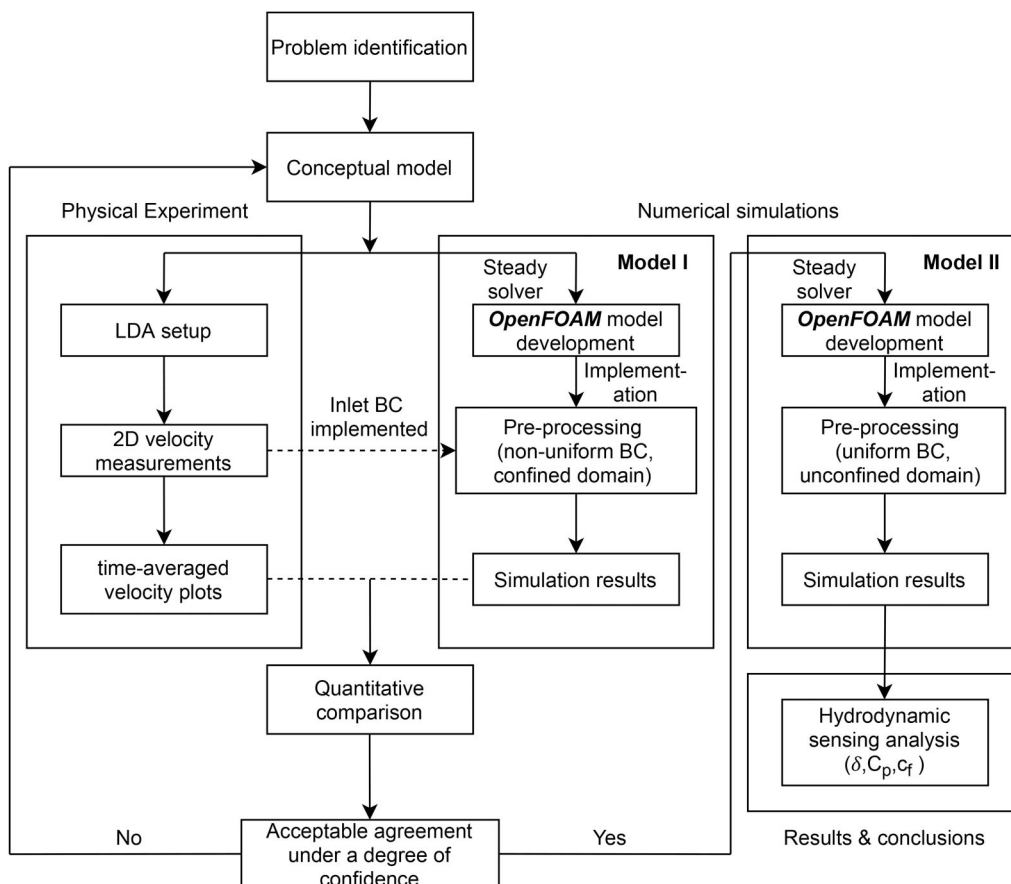 Problem identification
Conceptual model
Physical Experiment
Numerical simulations
LDA setup
2D velocity
measurements
time-averaged
velocity plots
Inlet BC
implemented
Model I
Steady
solver
OpenFOAM model
development
Implement-
ation
Pre-processing
(non-uniform BC,
confined domain)
Simulation results
Model II
Steady
solver
OpenFOAM model
development
Implement-
ation
Pre-processing
(uniform BC,
unconfined domain)
Simulation results
Quantitative
comparison
Hydrodynamic
sensing analysis
(δ,Cp,cf )
Results & conclusions
No
Acceptable agreement
under a degree of
confidence
Yes